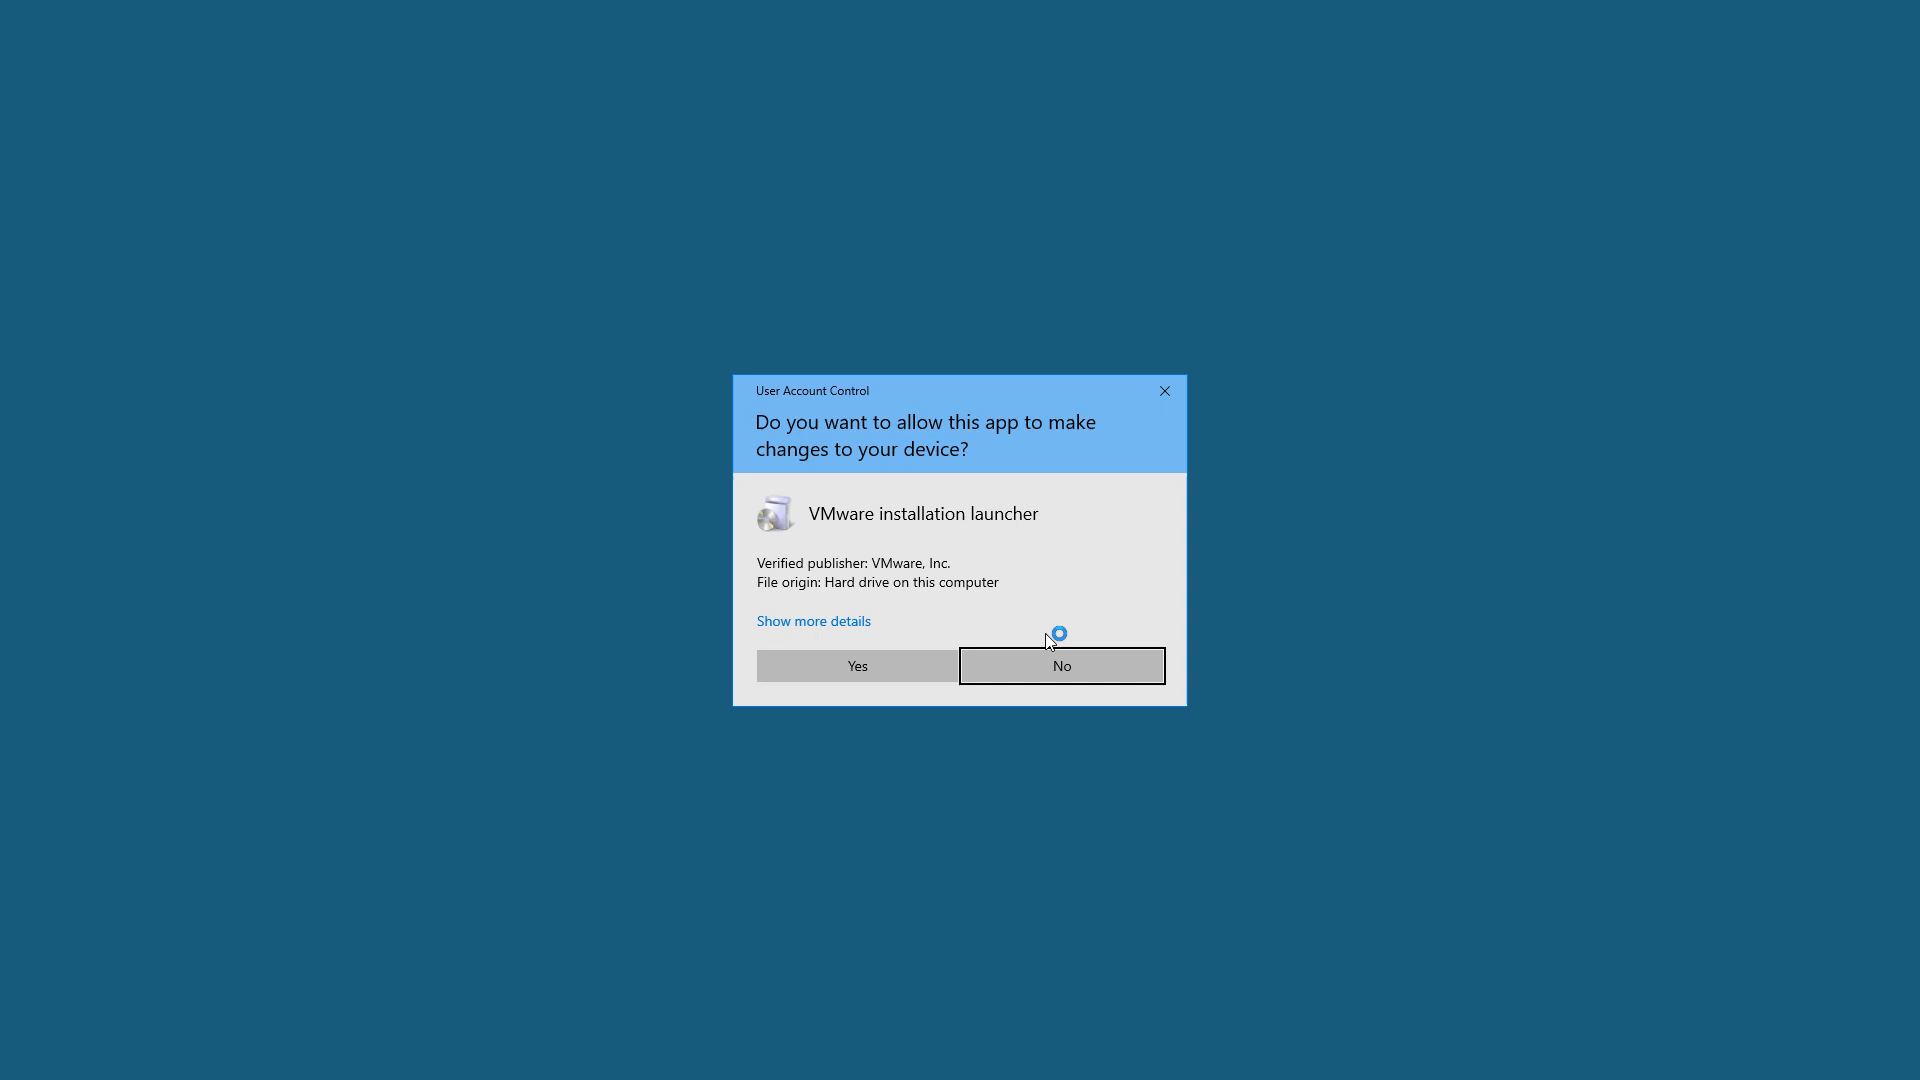 User Account Control
Do you want to allow this app to make
changes to your device?
VMware installation launcher
Verified publisher: VMware, Inc.
File origin: Hard drive on this computer
Show more details
Yes
No